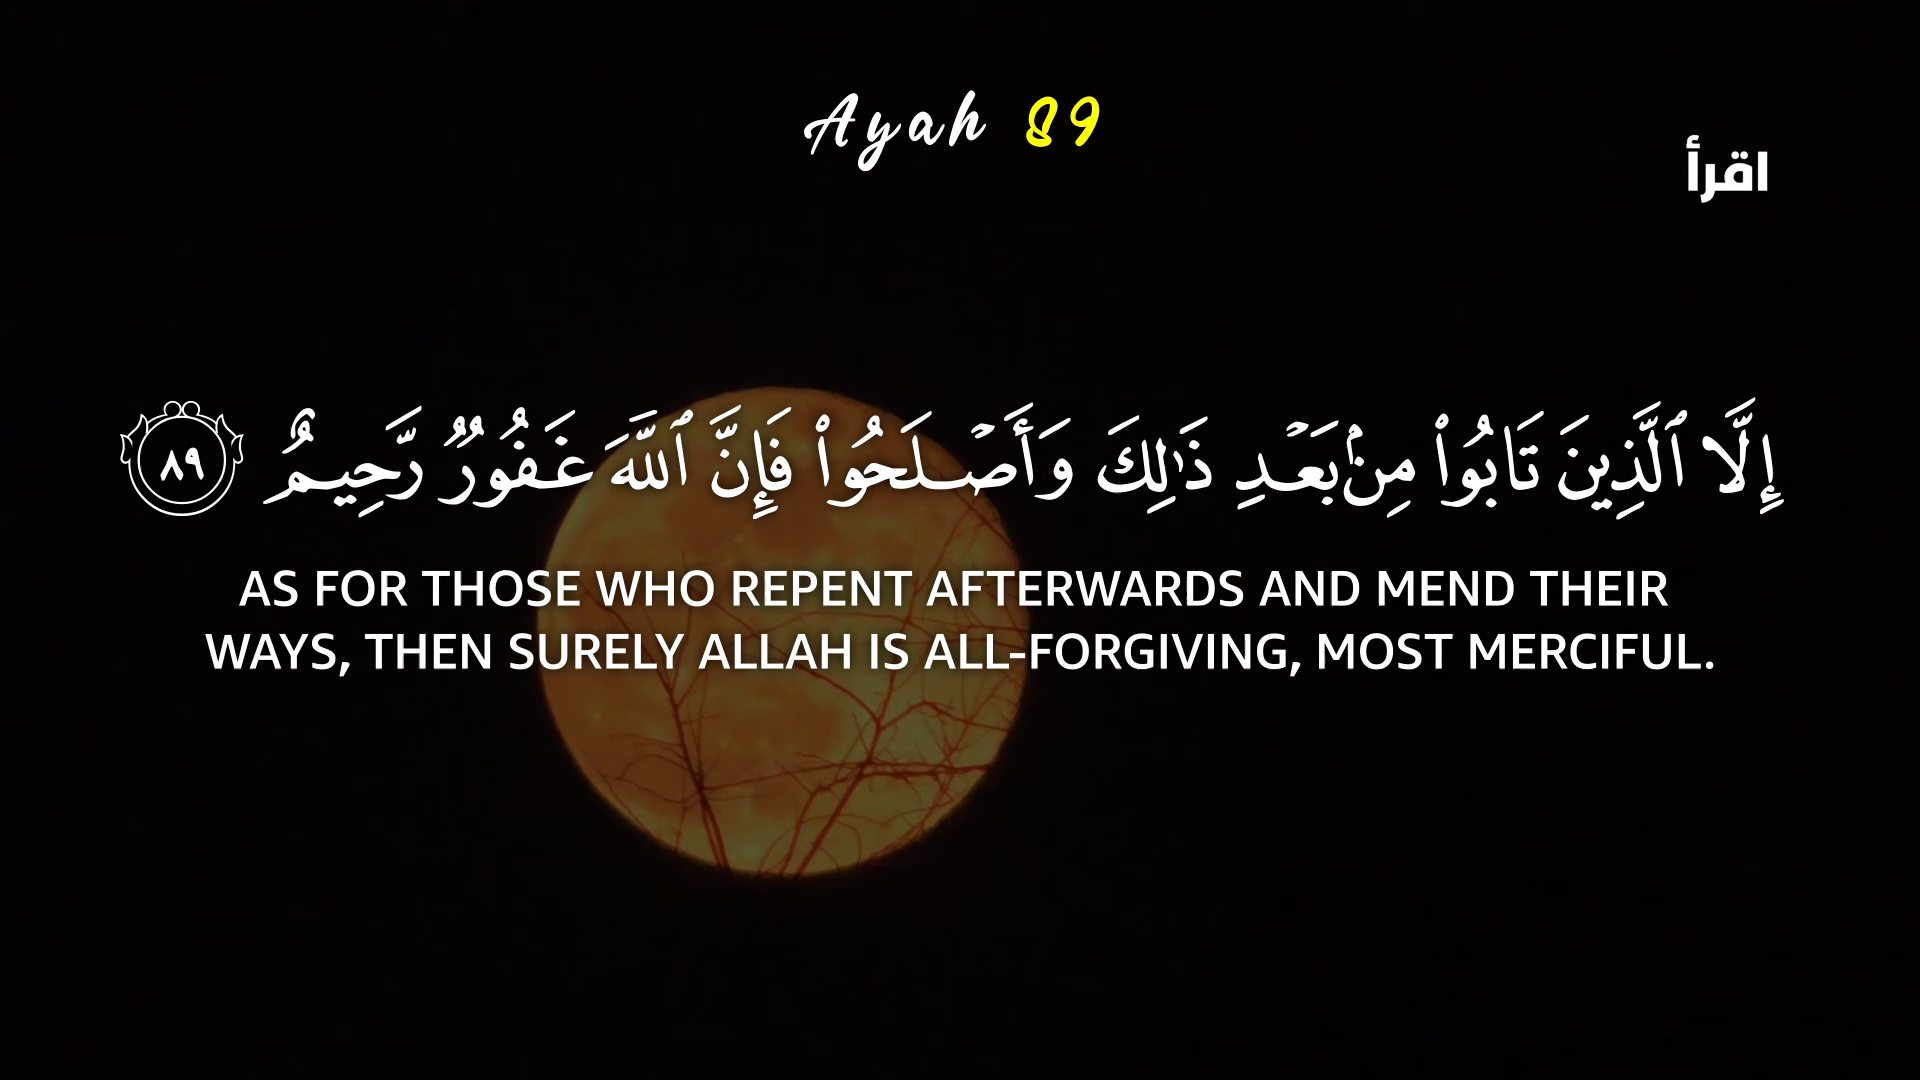 Ayah 89
اقرأ
إِلَّا ٱلَّذِينَ تَابُوا۟ مِنۢ بَعْدِ ذَٰلِكَ وَأَصْلَحُوا۟ فَإِنَّ ٱللَّهَ غَفُورٌ رَّحِيمٌ ٨٩
AS FOR THOSE WHO REPENT AFTERWARDS AND MEND THEIR
WAYS, THEN SURELY ALLAH IS ALL-FORGIVING, MOST MERCIFUL.